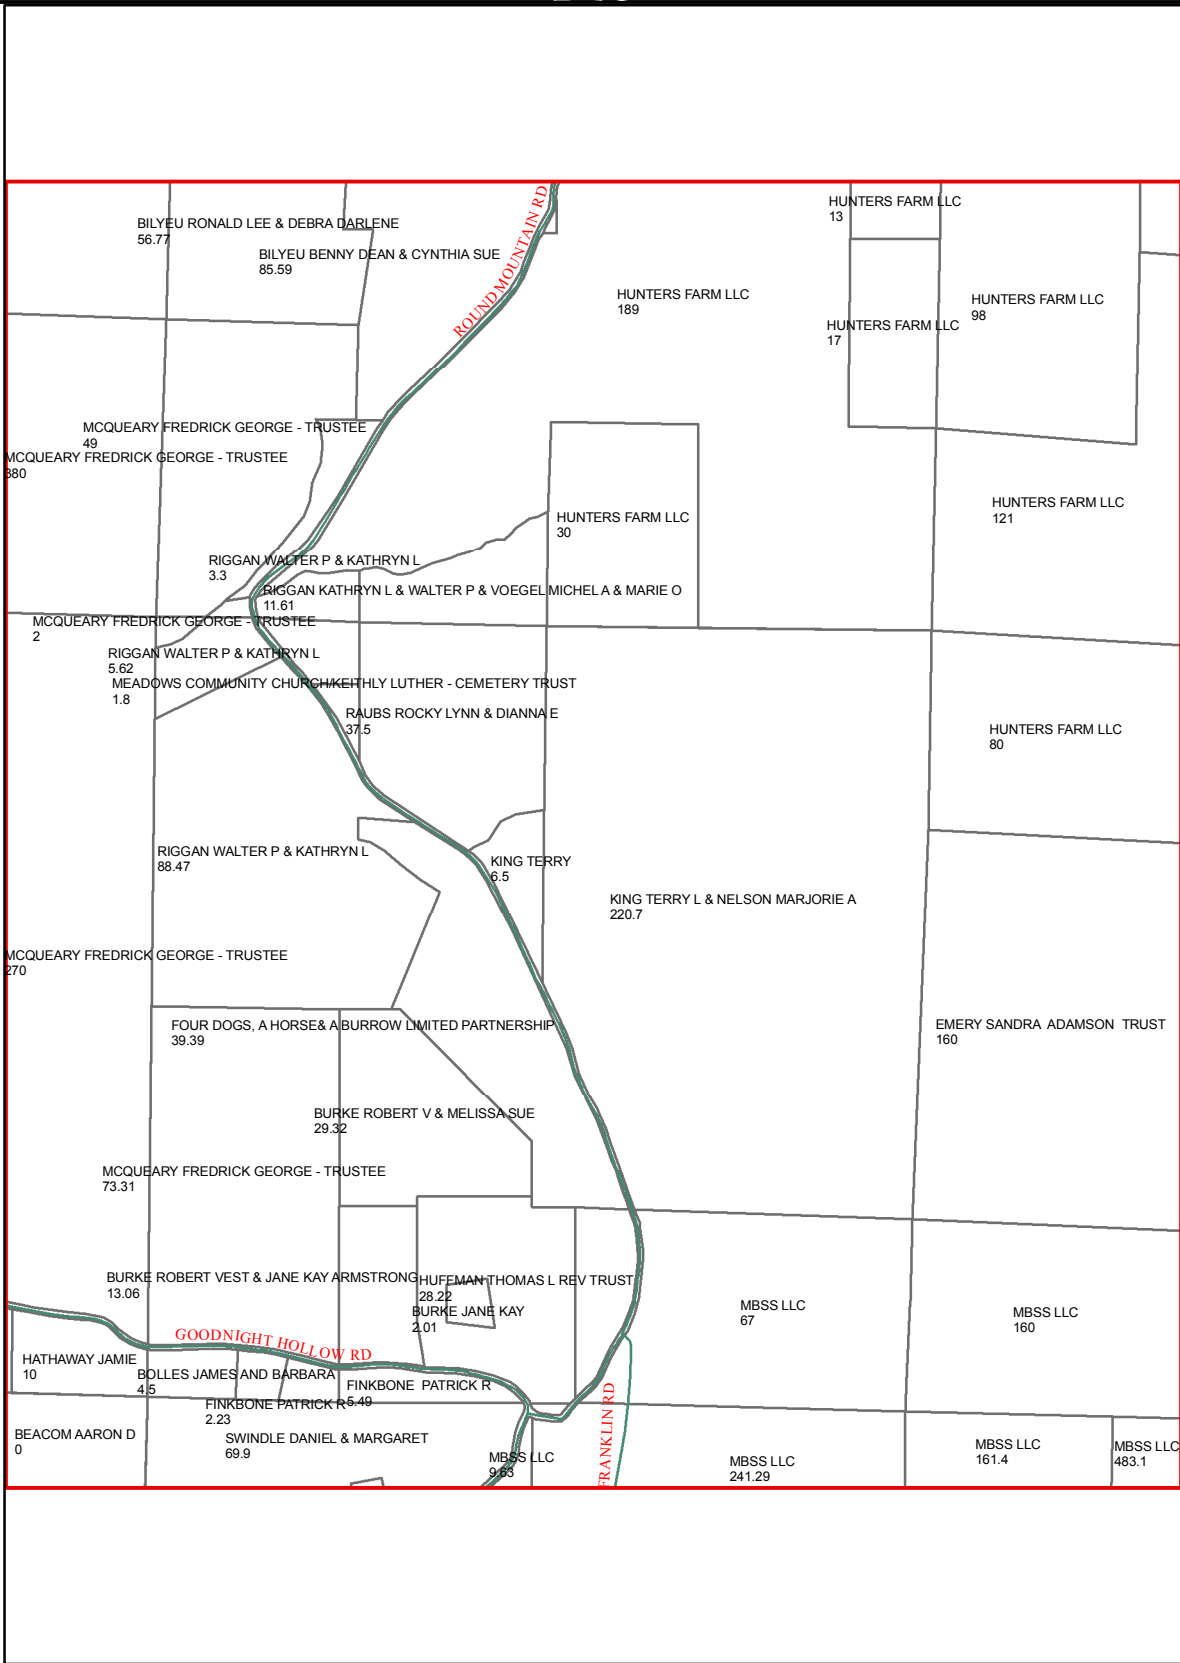 BILYEU RONALD LEE & DEBRA DARLENE
56.77
BILYEU BENNY DEAN & CYNTHIA SUE
85.59
ROUND MOUNTAIN RD
HUNTERS FARM LLC
189
HUNTERS FARM LLC
13
HUNTERS FARM LLC
98
HUNTERS FARM LLC
17
MCQUEARY FREDRICK GEORGE - TRUSTEE
49
MCQUEARY FREDRICK GEORGE - TRUSTEE
380
HUNTERS FARM LLC
30
HUNTERS FARM LLC
121
RIGGAN WALTER P & KATHRYN L
3.3
RIGGAN KATHRYN L & WALTER P & VOEGEL MICHEL A & MARIE O
11.61
MCQUEARY FREDRICK GEORGE - TRUSTEE
2
RIGGAN WALTER P & KATHRYN L
5.62
MEADOWS COMMUNITY CHURCH/KEITHLY LUTHER - CEMETERY TRUST
1.8
RAUBS ROCKY LYNN & DIANNA E
37.5
HUNTERS FARM LLC
80
RIGGAN WALTER P & KATHRYN L
88.47
KING TERRY
6.5
KING TERRY L & NELSON MARJORIE A
220.7
MCQUEARY FREDRICK GEORGE - TRUSTEE
270
FOUR DOGS, A HORSE& A BURROW LIMITED PARTNERSHIP
39.39
EMERY SANDRA ADAMSON TRUST
160
BURKE ROBERT V & MELISSA SUE
29.32
MCQUEARY FREDRICK GEORGE - TRUSTEE
73.31
BURKE ROBERT VEST & JANE KAY ARMSTRONG
13.06
HUFFMAN THOMAS L REV TRUST
28.22
BURKE JANE KAY
2.01
MBSS LLC
67
MBSS LLC
160
GOODNIGHT HOLLOW RD
HATHAWAY JAMIE
10
BOLLES JAMES AND BARBARA
4.5
FINKBONE PATRICK R
5.49
FINKBONE PATRICK R
2.23
FRANKLIN RD
BEACOM AARON D
0
SWINDLE DANIEL & MARGARET
69.9
MBSS LLC
9.63
MBSS LLC
241.29
MBSS LLC
161.4
MBSS LLC
483.1